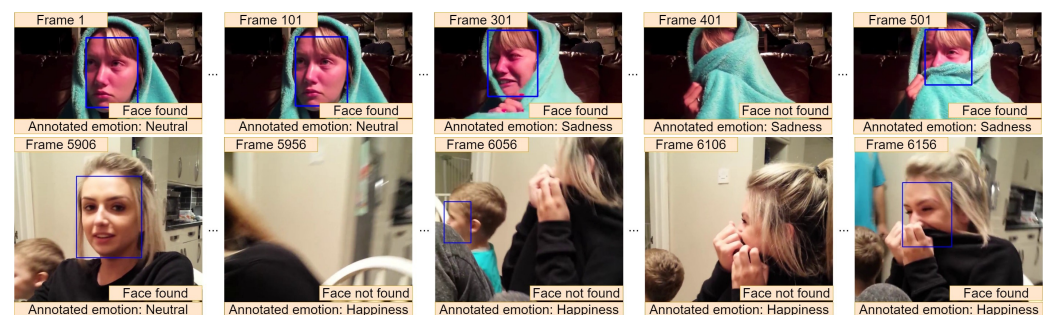 Frame 1
Face found
Annotated emotion: Neutral
...
Frame 101
Face found
Annotated emotion: Neutral
...
Frame 301
Face found
Annotated emotion: Sadness
...
Frame 401
Face not found
Annotated emotion: Sadness
...
Frame 501
Face found
Annotated emotion: Sadness
Frame 5906
Face found
Annotated emotion: Neutral
...
Frame 5956
Face not found
Annotated emotion: Happiness
...
Frame 6056
Face not found
Annotated emotion: Happiness
...
Frame 6106
Face not found
Annotated emotion: Happiness
...
Frame 6156
Face found
Annotated emotion: Happiness